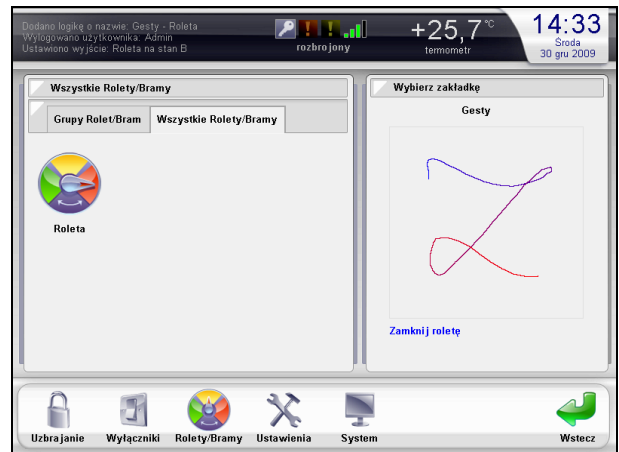 Dodano logikę o nazwie: Gesty - Roleta
Wylogowano użytkownika: Admin
Ustawiono wyjście: Roleta na stan B
rozbrojony
+25,7 °C
termometr
14:33
Środa
30 gru 2009
Wszystkie Rolety/Bramy
Grupy Rolet/Bram
Wszystkie Rolety/Bramy
Roleta
Wybierz zakładkę
Gesty
Zamknij roletę
Uzbrajanie
Wyłączniki
Rolety/Bramy
Ustawienia
System
Wstecz